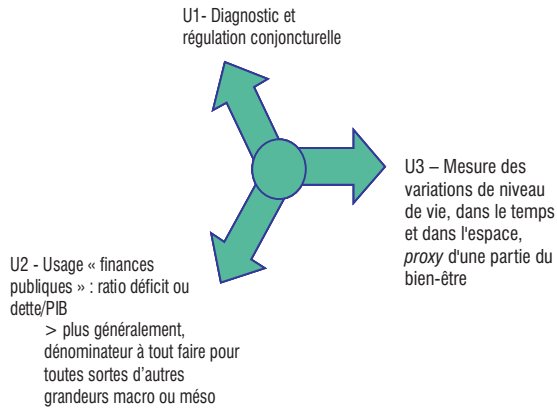 U1- Diagnostic et
régulation conjoncturelle
U3 – Mesure des
variations de niveau
de vie, dans le temps
et dans l'espace,
proxy d'une partie du
bien-être
U2 - Usage « finances
publiques » : ratio déficit ou
dette/PIB
> plus généralement,
dénominateur à tout faire pour
toutes sortes d’autres
grandeurs macro ou méso